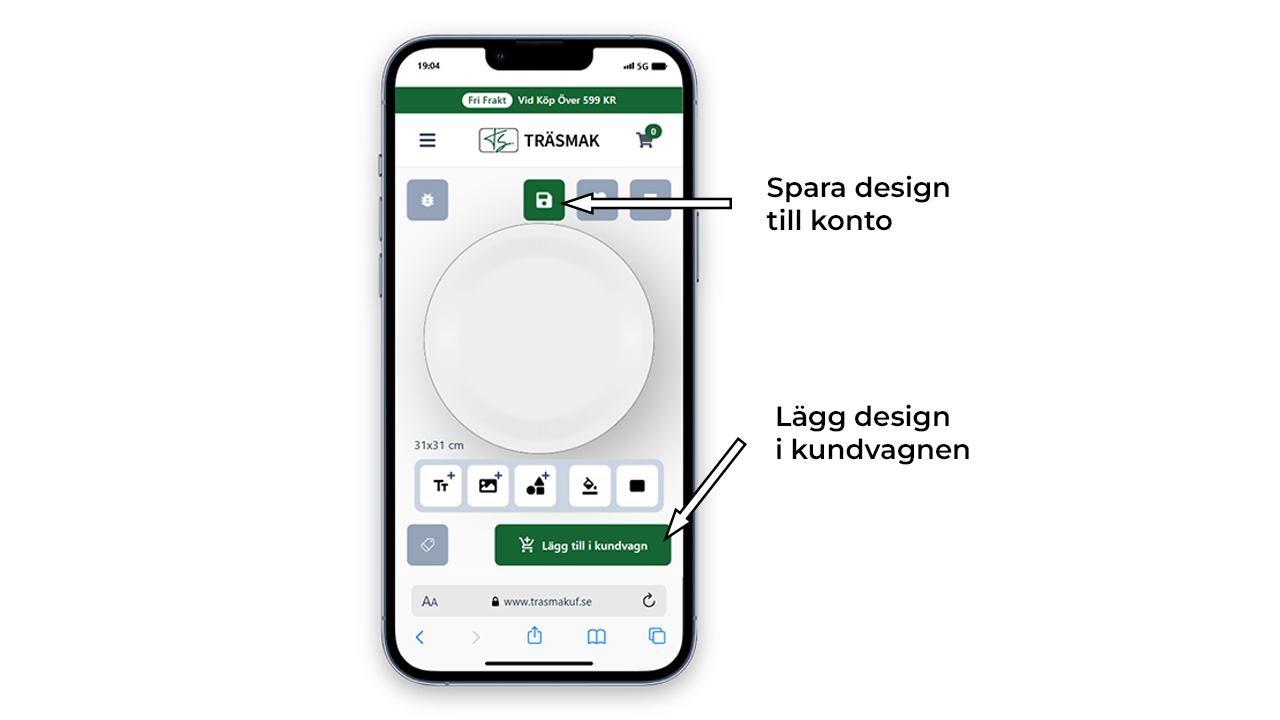 19:04
5G
Fri Frakt Vid Köp Över 599 KR
TRÄSMAK
0
Spara design
till konto
Lägg design
i kundvagnen
31x31 cm
TT
Lägg till i kundvagn
AA
www.trasmakuf.se